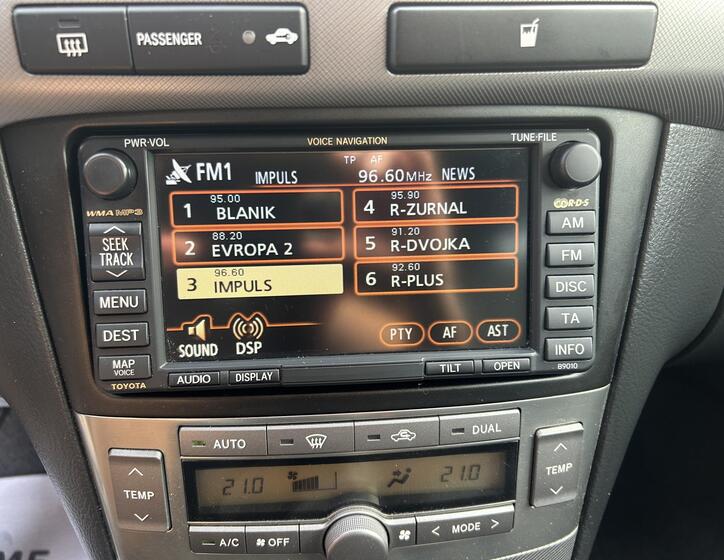 PASSENGER
PWR·VOL
VOICE NAVIGATION
TUNE·FILE
TP AF
FM1 IMPULS 96.60MHz NEWS
WMA MP3
R·D·S
SEEK
TRACK
MENU
DEST
MAP
VOICE
TOYOTA
1 95.00 BLANIK
2 88.20 EVROPA 2
3 96.60 IMPULS
4 95.90 R-ZURNAL
5 91.20 R-DVOJKA
6 92.60 R-PLUS
SOUND DSP PTY AF AST
AM
FM
DISC
TA
INFO
B9010
AUDIO DISPLAY TILT OPEN
AUTO DUAL
TEMP 21.0 21.0 TEMP
A/C OFF < MODE >